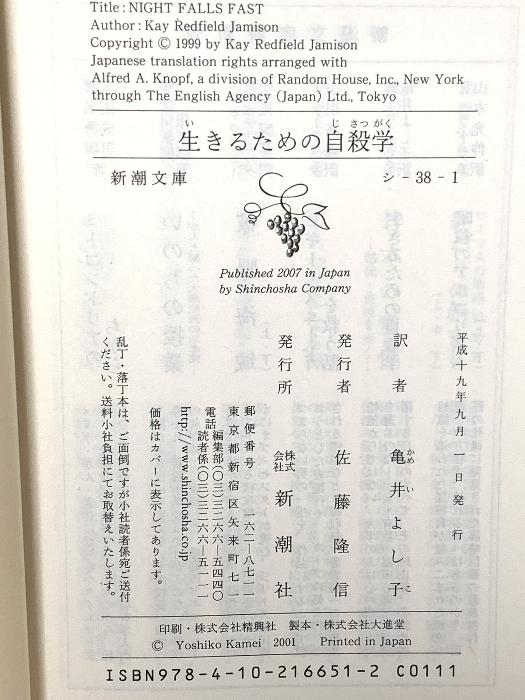 Title : NIGHT FALLS FAST
Author : Kay Redfield Jamison
Copyright © 1999 by Kay Redfield Jamison
Japanese translation rights arranged with
Alfred A. Knopf, a division of Random House, Inc., New York
through The English Agency (Japan) Ltd., Tokyo
い じ さつ がく
生きるための自殺学
新潮文庫 シ-38-1
Published 2007 in Japan
by Shinchosha Company
平成十九年九月一日発行
訳者 亀井よし子
かめ い こ
発行者 佐藤隆信
発行所 株式会社 新潮社
郵便番号 一六二―八七一一
東京都新宿区矢来町七一
電話 編集部(〇三)三二六六―五四四〇
読者係(〇三)三二六六―五一一一
http://www.shinchosha.co.jp
価格はカバーに表示してあります。
乱丁・落丁本は、ご面倒ですが小社読者係宛ご送付
ください。送料小社負担にてお取替えいたします。
印刷・株式会社精興社 製本・株式会社大進堂
© Yoshiko Kamei 2001 Printed in Japan
ISBN978-4-10-216651-2 C0111